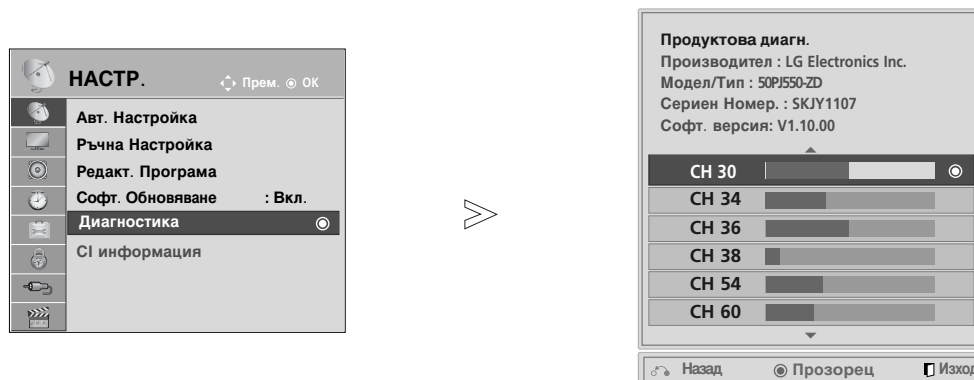 НАСТР.
Прем. OK
Авт. Настройка
Ръчна Настройка
Редакт. Програма
Софт. Обновяване : Вкл.
Диагностика
CI информация
Продуктова диагн.
Производител : LG Electronics Inc.
Модел/Тип : 50PJ550-ZD
Сериен Номер. : SKJY1107
Софт. версия: V1.10.00
CH 30
CH 34
CH 36
CH 38
CH 54
CH 60
Назад Прозорец Изход